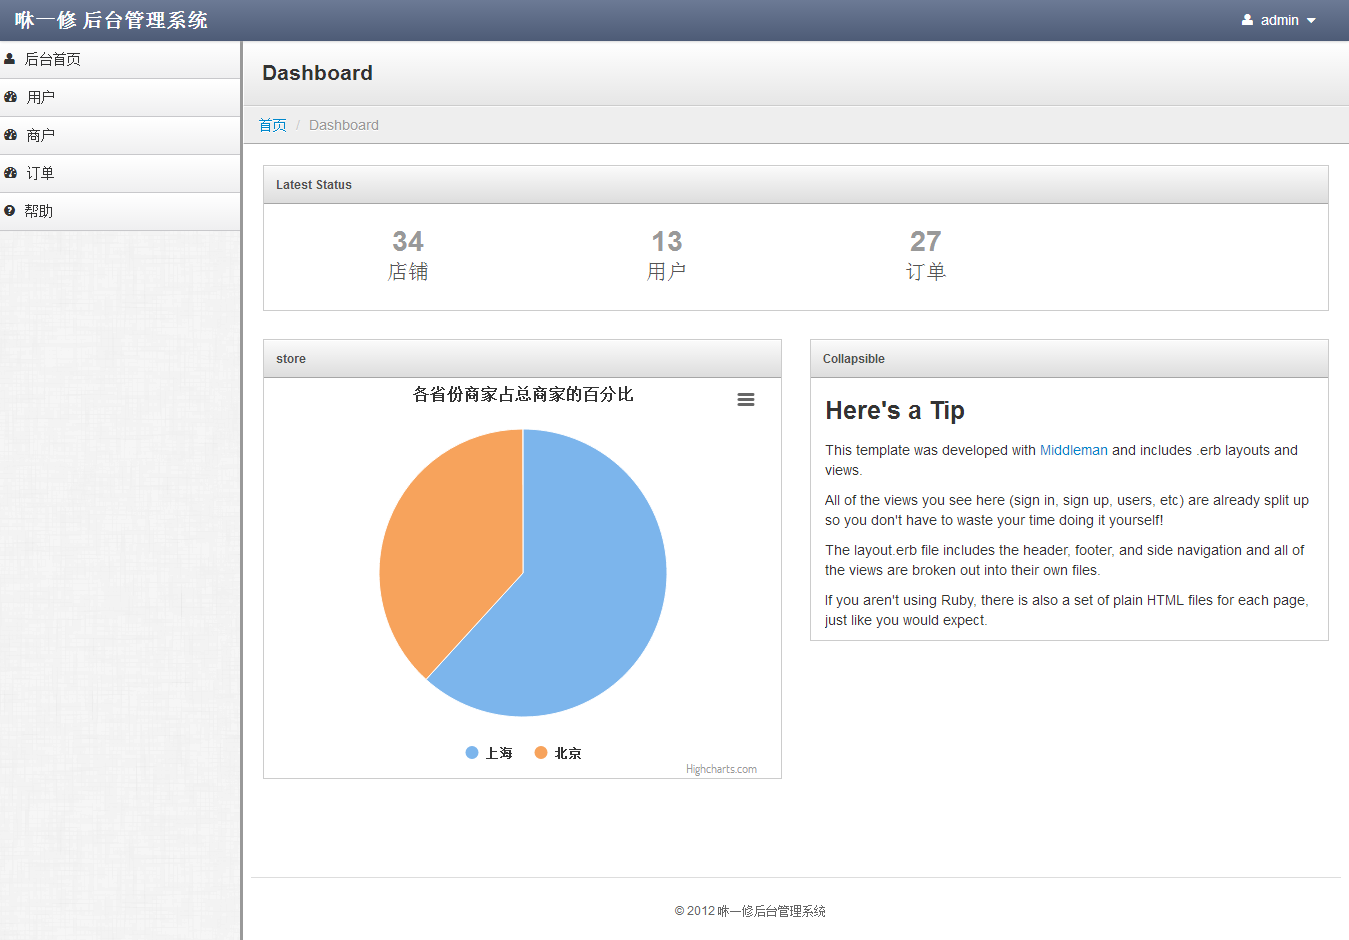 咻一修 后台管理系统
admin
后台首页
用户
商户
订单
帮助
Dashboard
首页 / Dashboard
Latest Status
34
店铺
13
用户
27
订单
store
各省份商家占总商家的百分比
上海
北京
Highcharts.com
Collapsible
Here's a Tip
This template was developed with Middleman and includes .erb layouts and
views.
All of the views you see here (sign in, sign up, users, etc) are already split up
so you don't have to waste your time doing it yourself!
The layout.erb file includes the header, footer, and side navigation and all of
the views are broken out into their own files.
If you aren't using Ruby, there is also a set of plain HTML files for each page,
just like you would expect.
© 2012 咻一修后台管理系统